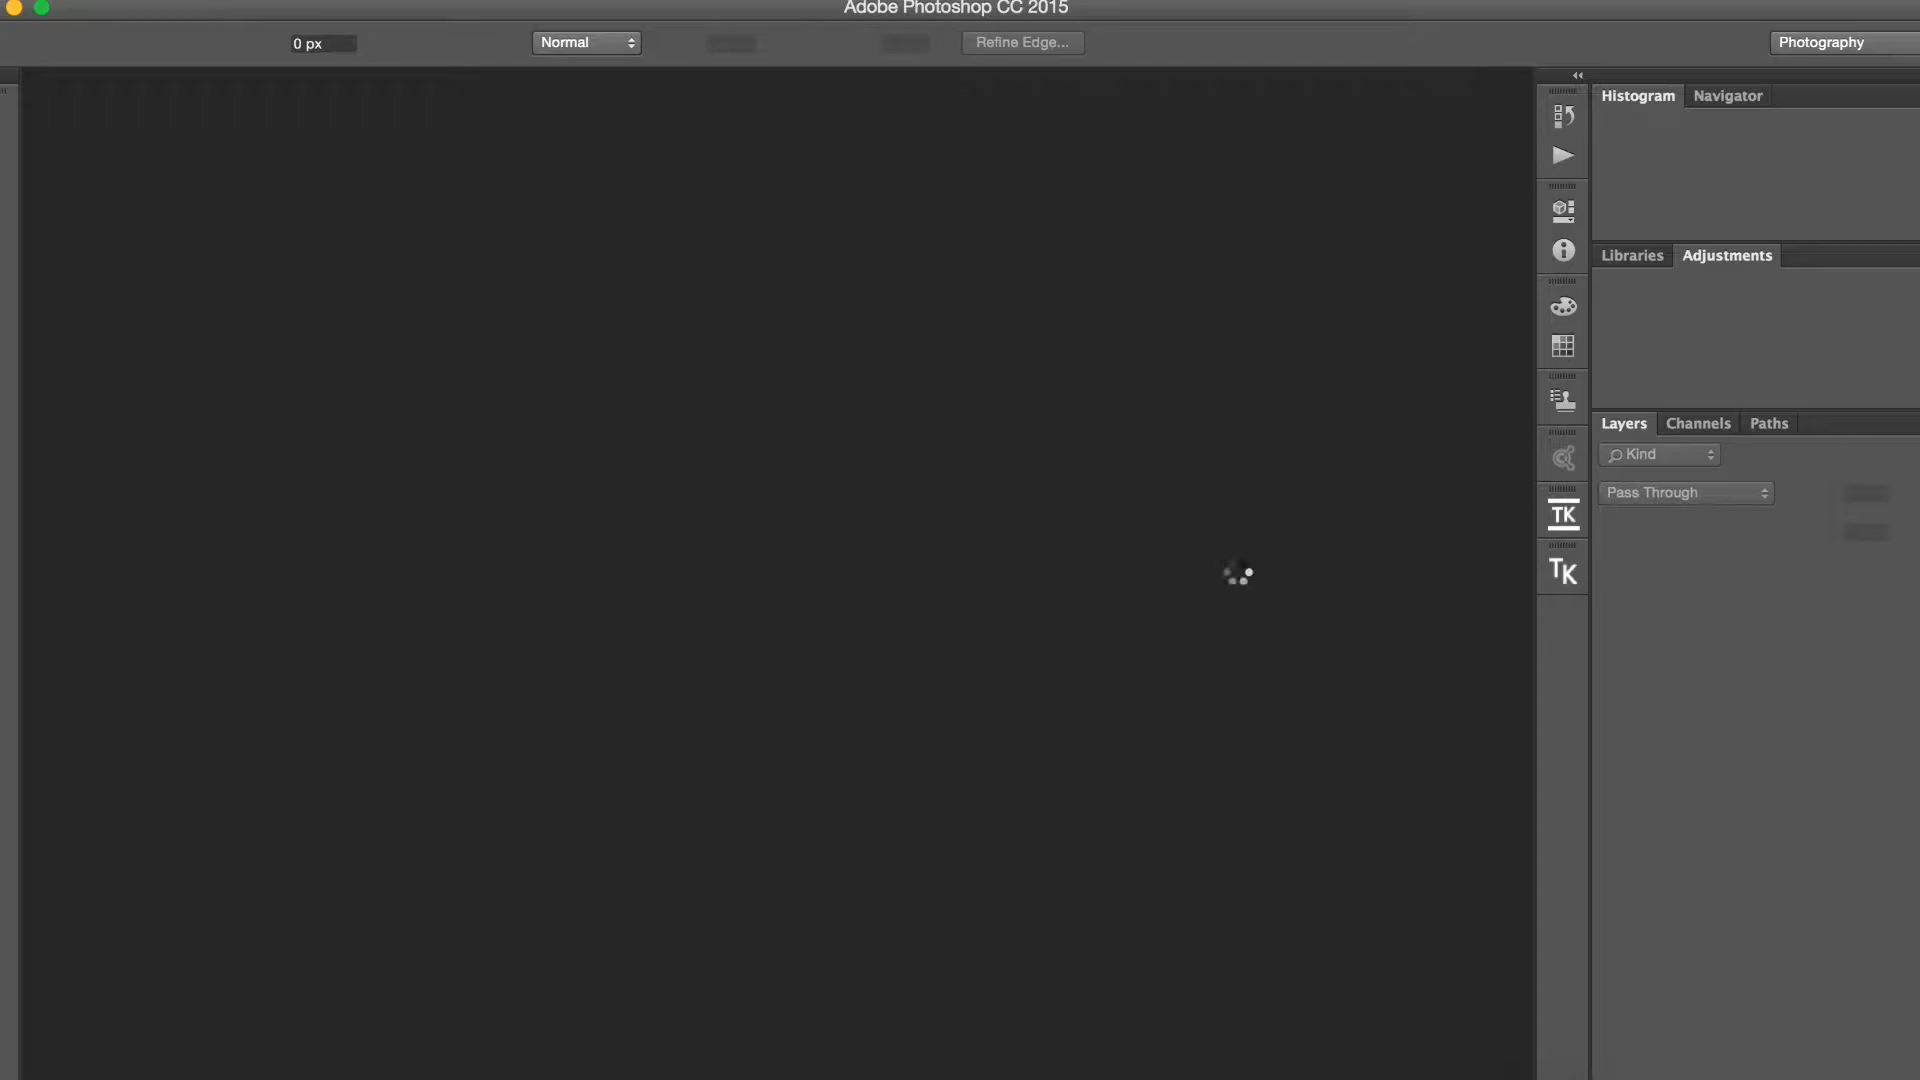 Adobe Photoshop CC 2015
0 px
Normal
Refine Edge...
Photography
Histogram
Navigator
Libraries
Adjustments
Layers
Channels
Paths
Kind
Pass Through
TK
TK